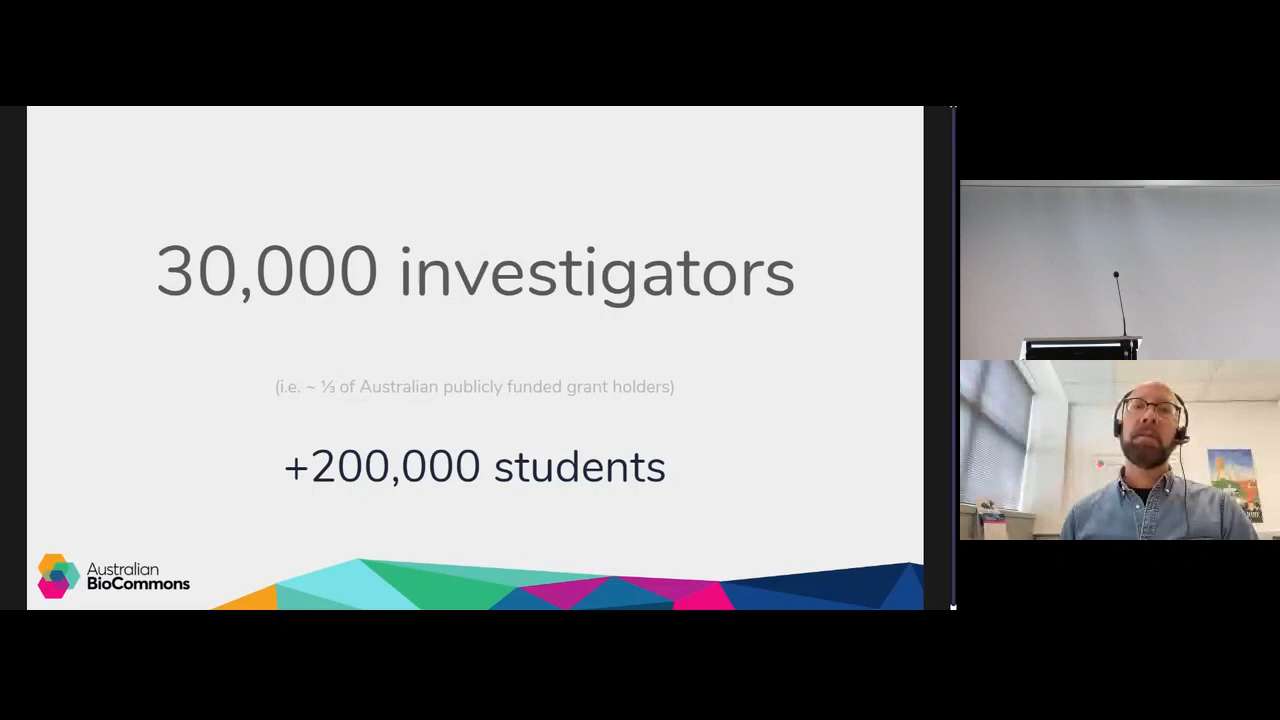 30,000 investigators
(i.e. ~ ⅓ of Australian publicly funded grant holders)
+200,000 students
Australian
BioCommons